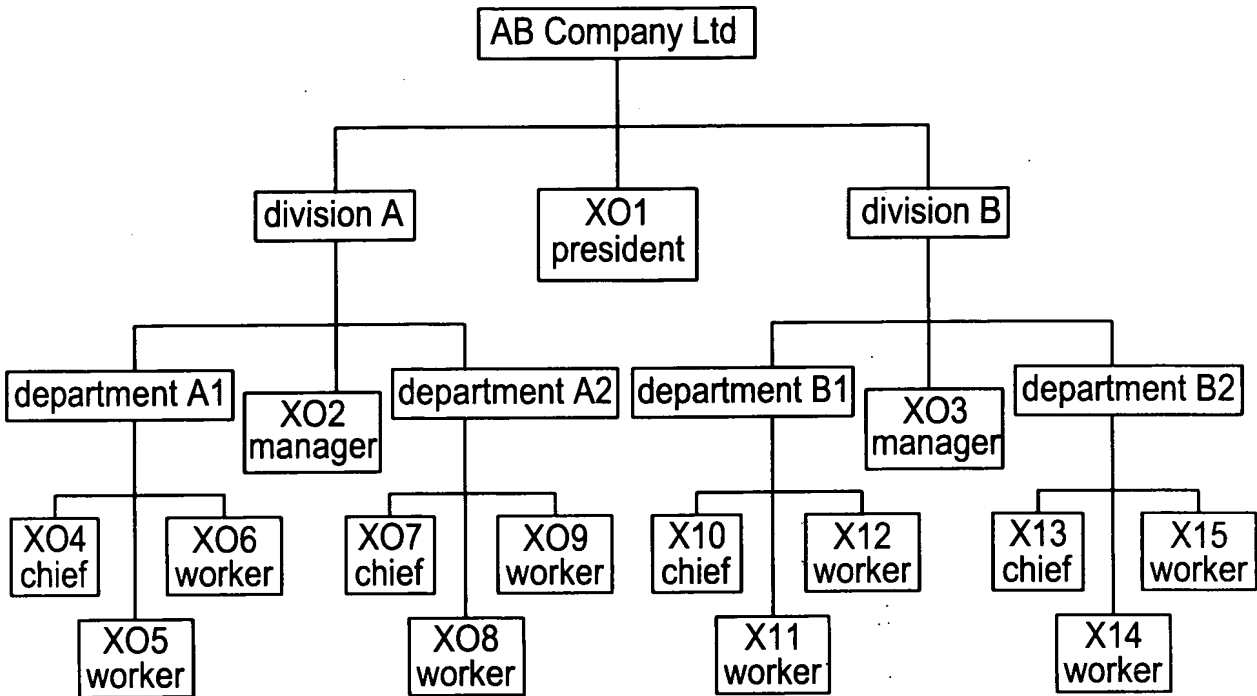 AB Company Ltd
division A
XO1
president
division B
department A1
XO2
manager
department A2
department B1
XO3
manager
department B2
XO4
chief
XO6
worker
XO7
chief
XO9
worker
X10
chief
X12
worker
X13
chief
X15
worker
XO5
worker
XO8
worker
X11
worker
X14
worker